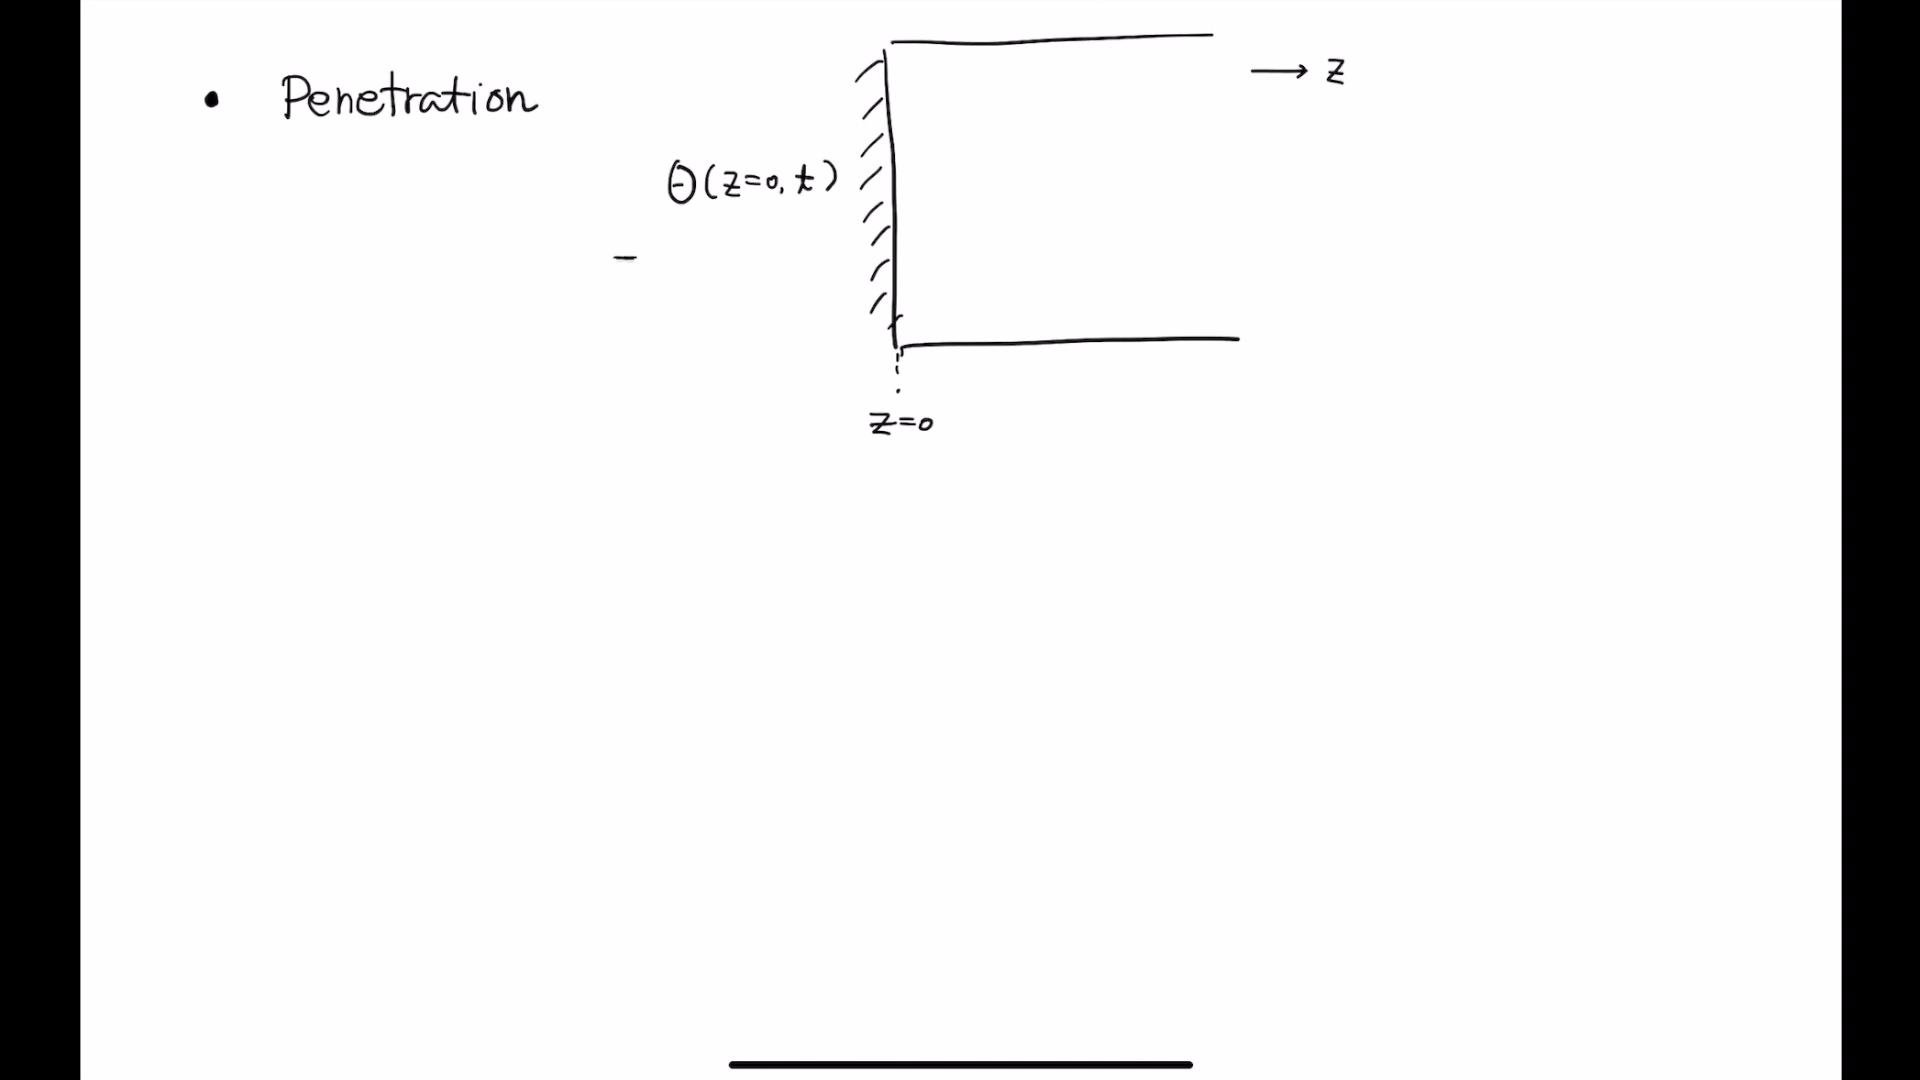 • Penetration
→ z
Θ(z=0, t)
–
z=0